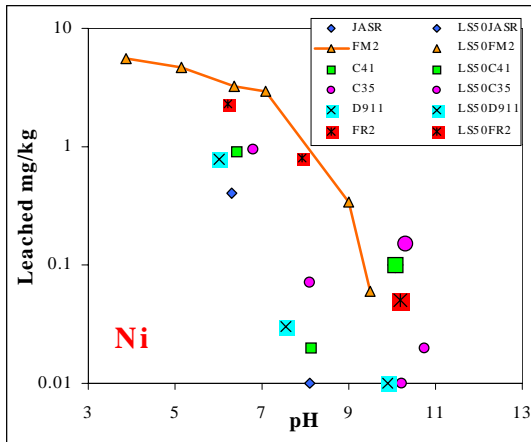 10
1
0.1
0.01
Leached mg/kg
3 5 7 9 11 13
pH
Ni
JASR LS50JASR
FM2 LS50FM2
C41 LS50C41
C35 LS50C35
D911 LS50D911
FR2 LS50FR2